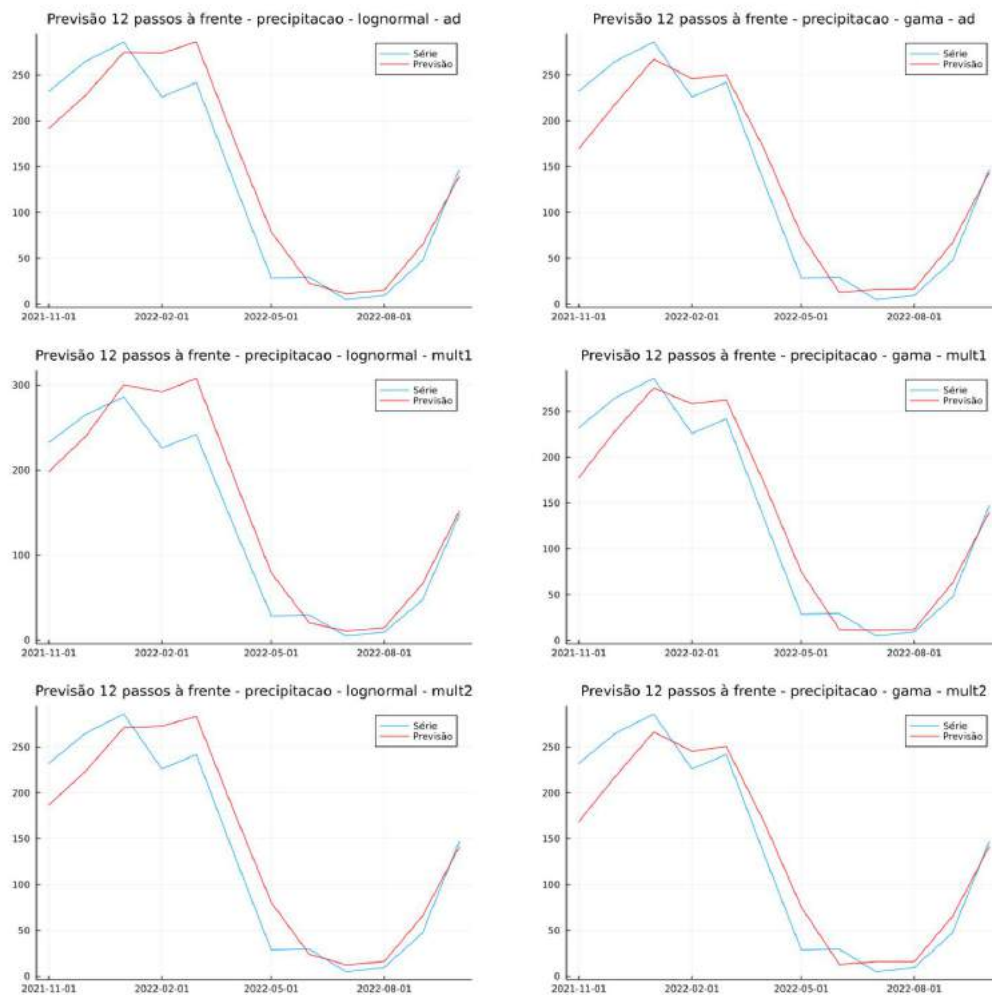 Previsão 12 passos à frente - precipitacao - lognormal - ad
Série
Previsão
250
200
150
100
50
0
2021-11-01 2022-02-01 2022-05-01 2022-08-01
Previsão 12 passos à frente - precipitacao - gama - ad
Série
Previsão
250
200
150
100
50
0
2021-11-01 2022-02-01 2022-05-01 2022-08-01
Previsão 12 passos à frente - precipitacao - lognormal - mult1
Série
Previsão
300
200
100
0
2021-11-01 2022-02-01 2022-05-01 2022-08-01
Previsão 12 passos à frente - precipitacao - gama - mult1
Série
Previsão
250
200
150
100
50
0
2021-11-01 2022-02-01 2022-05-01 2022-08-01
Previsão 12 passos à frente - precipitacao - lognormal - mult2
Série
Previsão
250
200
150
100
50
0
2021-11-01 2022-02-01 2022-05-01 2022-08-01
Previsão 12 passos à frente - precipitacao - gama - mult2
Série
Previsão
250
200
150
100
50
0
2021-11-01 2022-02-01 2022-05-01 2022-08-01